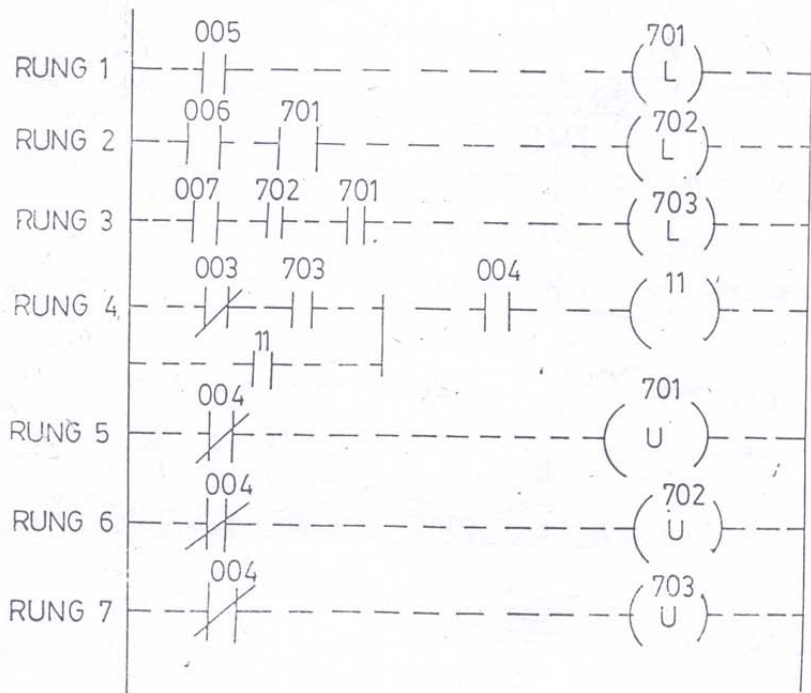 005 701
RUNG 1 L
006 701 702
RUNG 2 L
007 702 701 703
RUNG 3 L
003 703 004 11
RUNG 4
11
004 701
RUNG 5 U
004 702
RUNG 6 U
004 703
RUNG 7 U